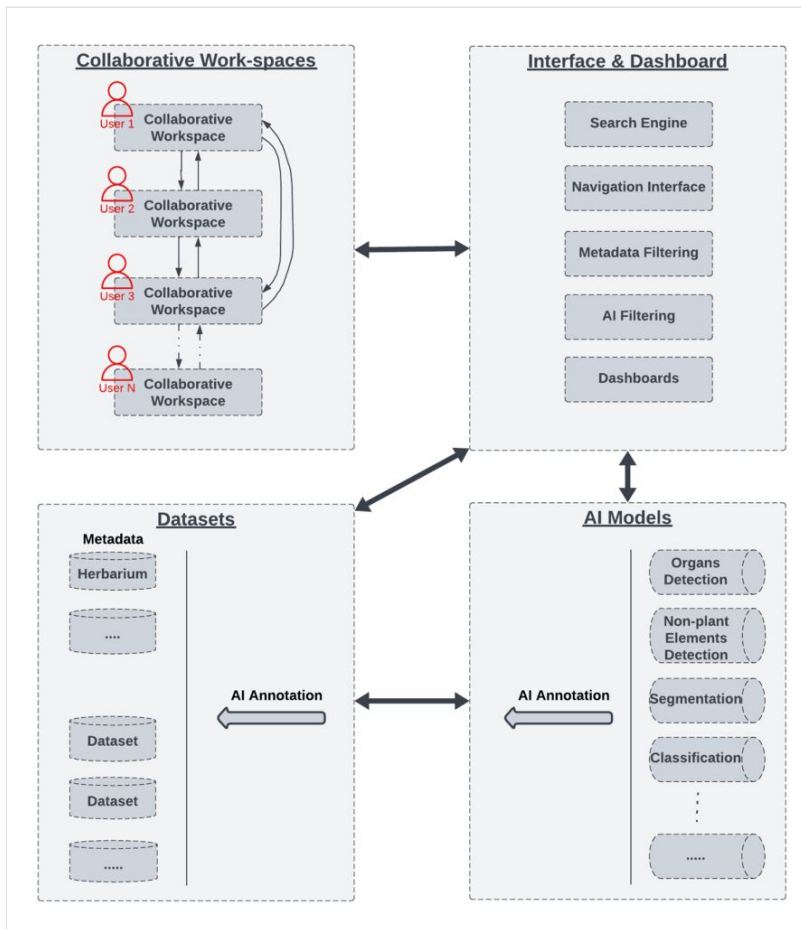 Collaborative Work-spaces
User 1
Collaborative
Workspace
User 2
Collaborative
Workspace
User 3
Collaborative
Workspace
User N
Collaborative
Workspace
Interface & Dashboard
Search Engine
Navigation Interface
Metadata Filtering
AI Filtering
Dashboards
Datasets
Metadata
Herbarium
....
Dataset
Dataset
.....
AI Annotation
AI Models
AI Annotation
Organs
Detection
Non-plant
Elements
Detection
Segmentation
Classification
.....